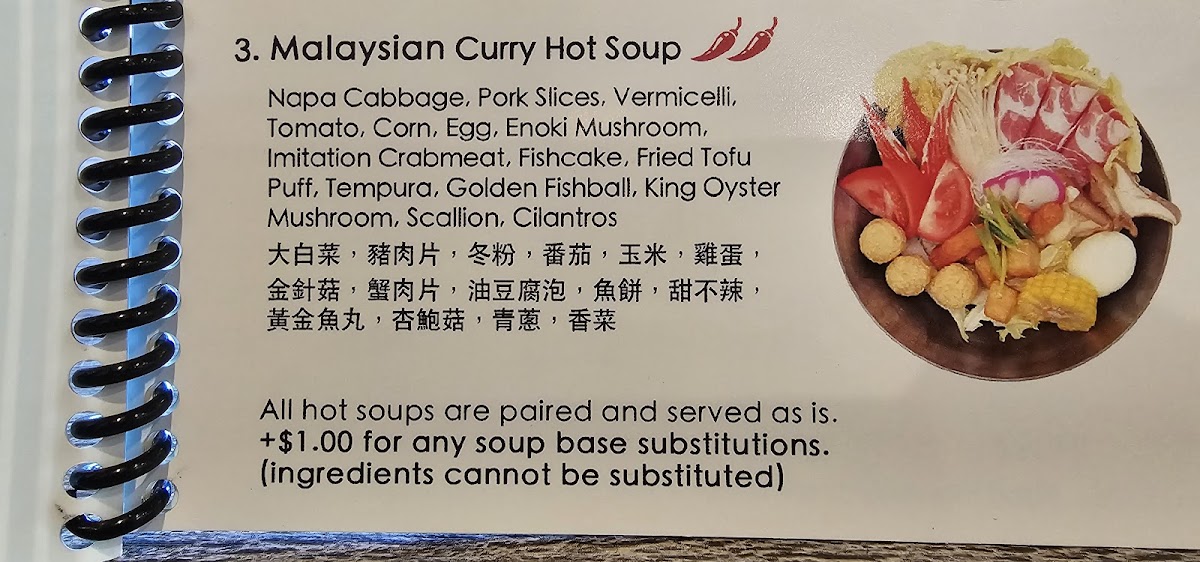 3. Malaysian Curry Hot Soup
Napa Cabbage, Pork Slices, Vermicelli,
Tomato, Corn, Egg, Enoki Mushroom,
Imitation Crabmeat, Fishcake, Fried Tofu
Puff, Tempura, Golden Fishball, King Oyster
Mushroom, Scallion, Cilantros
大白菜，豬肉片，冬粉，番茄，玉米，雞蛋，
金針菇，蟹肉片，油豆腐泡，魚餅，甜不辣，
黃金魚丸，杏鮑菇，青蔥，香菜
All hot soups are paired and served as is.
+$1.00 for any soup base substitutions.
(ingredients cannot be substituted)